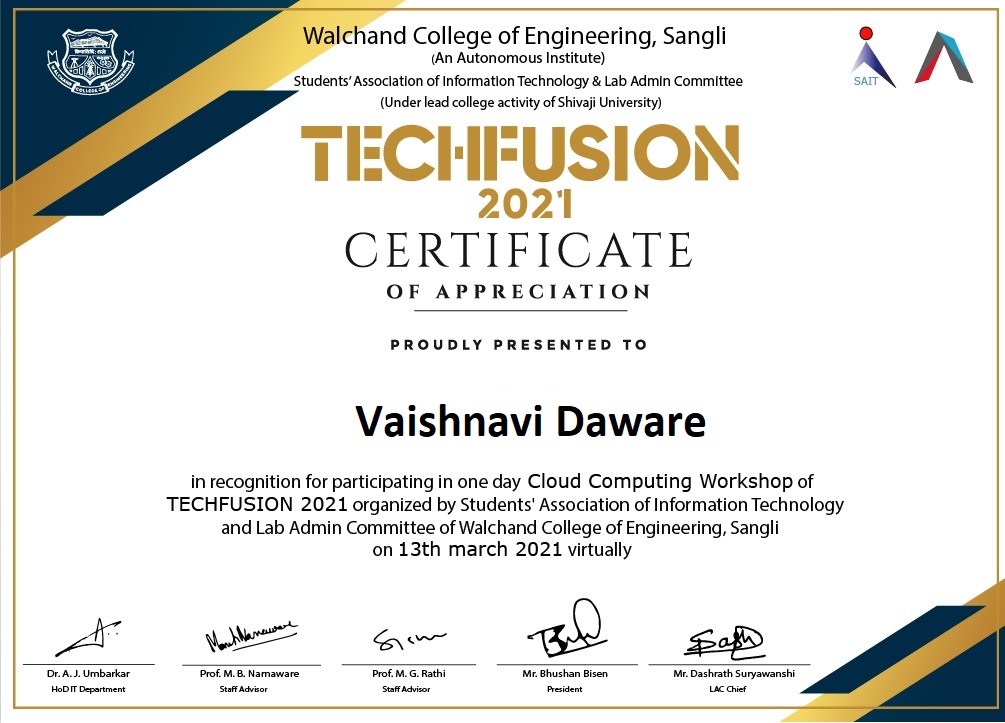 Walchand College of Engineering, Sangli
(An Autonomous Institute)
Students' Association of Information Technology & Lab Admin Committee
(Under lead college activity of Shivaji University)
SAIT
WALCHAND COLLEGE OF ENGINEERING
TECHFUSION
2021
CERTIFICATE
OF APPRECIATION
PROUDLY PRESENTED TO
Vaishnavi Daware
in recognition for participating in one day Cloud Computing Workshop of
TECHFUSION 2021 organized by Students' Association of Information Technology
and Lab Admin Committee of Walchand College of Engineering, Sangli
on 13th march 2021 virtually
Dr. A. J. Umbarkar
HoD IT Department
Prof. M. B. Narnaware
Staff Advisor
Prof. M. G. Rathi
Staff Advisor
Mr. Bhushan Bisen
President
Mr. Dashrath Suryawanshi
LAC Chief